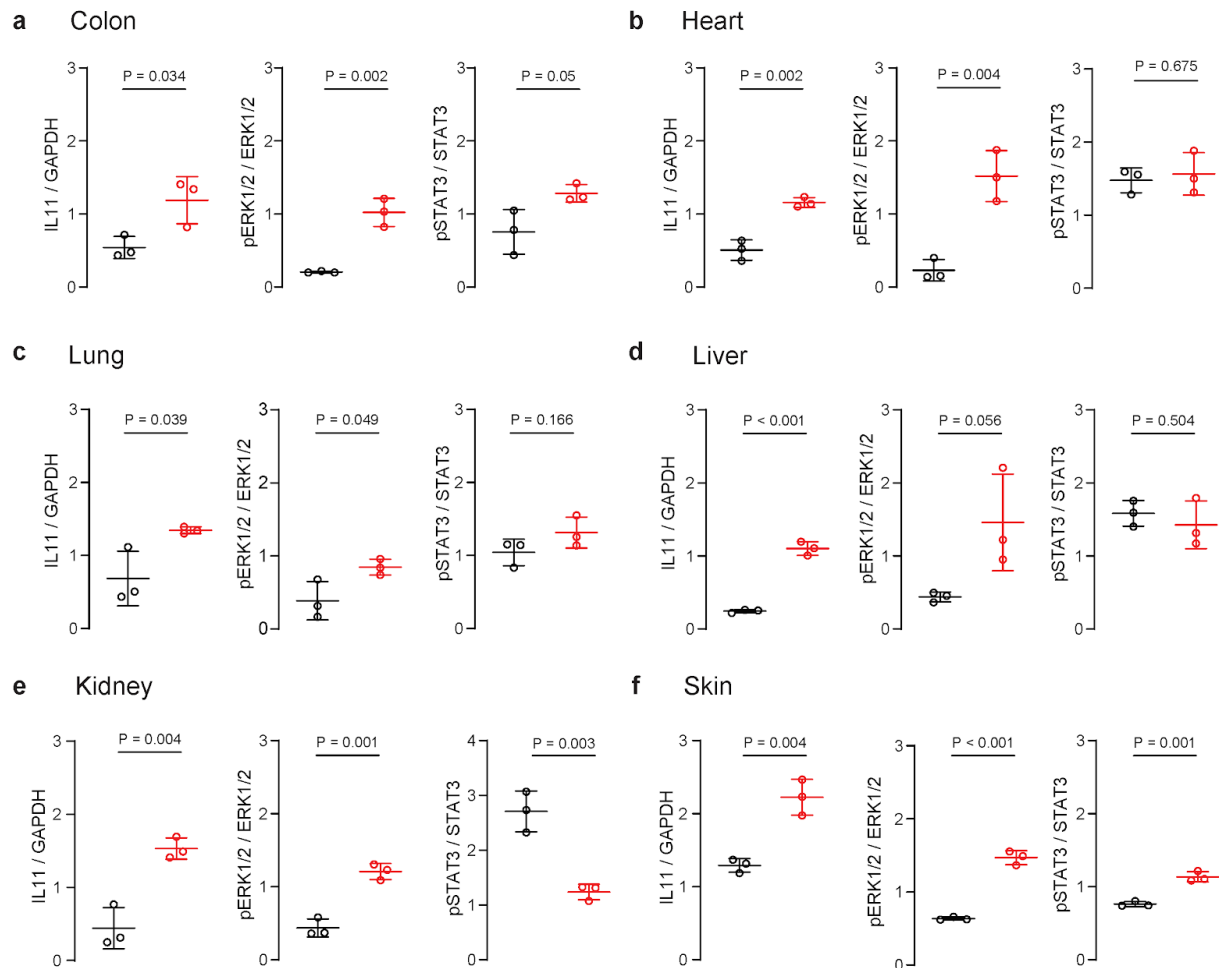 a Colon
P = 0.034
IL11 / GAPDH
3
2
1
0
P = 0.002
pERK1/2 / ERK1/2
3
2
1
0
P = 0.05
pSTAT3 / STAT3
3
2
1
0
b Heart
P = 0.002
IL11 / GAPDH
3
2
1
0
P = 0.004
pERK1/2 / ERK1/2
3
2
1
0
P = 0.675
pSTAT3 / STAT3
3
2
1
0
c Lung
P = 0.039
IL11 / GAPDH
3
2
1
0
P = 0.049
pERK1/2 / ERK1/2
3
2
1
0
P = 0.166
pSTAT3 / STAT3
3
2
1
0
d Liver
P < 0.001
IL11 / GAPDH
3
2
1
0
P = 0.056
pERK1/2 / ERK1/2
3
2
1
0
P = 0.504
pSTAT3 / STAT3
3
2
1
0
e Kidney
P = 0.004
IL11 / GAPDH
3
2
1
0
P = 0.001
pERK1/2 / ERK1/2
3
2
1
0
P = 0.003
pSTAT3 / STAT3
4
3
2
1
0
f Skin
P = 0.004
IL11 / GAPDH
3
2
1
0
P < 0.001
pERK1/2 / ERK1/2
3
2
1
0
P = 0.001
pSTAT3 / STAT3
3
2
1
0